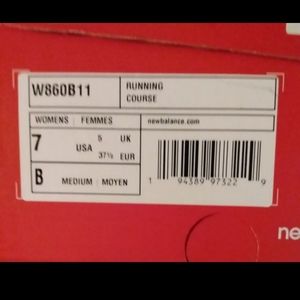 W860B11
RUNNING
COURSE
WOMENS FEMMES
newbalance.com
7 USA 5 UK
37½ EUR
B MEDIUM MOYEN
1 94389 97322 9
ne